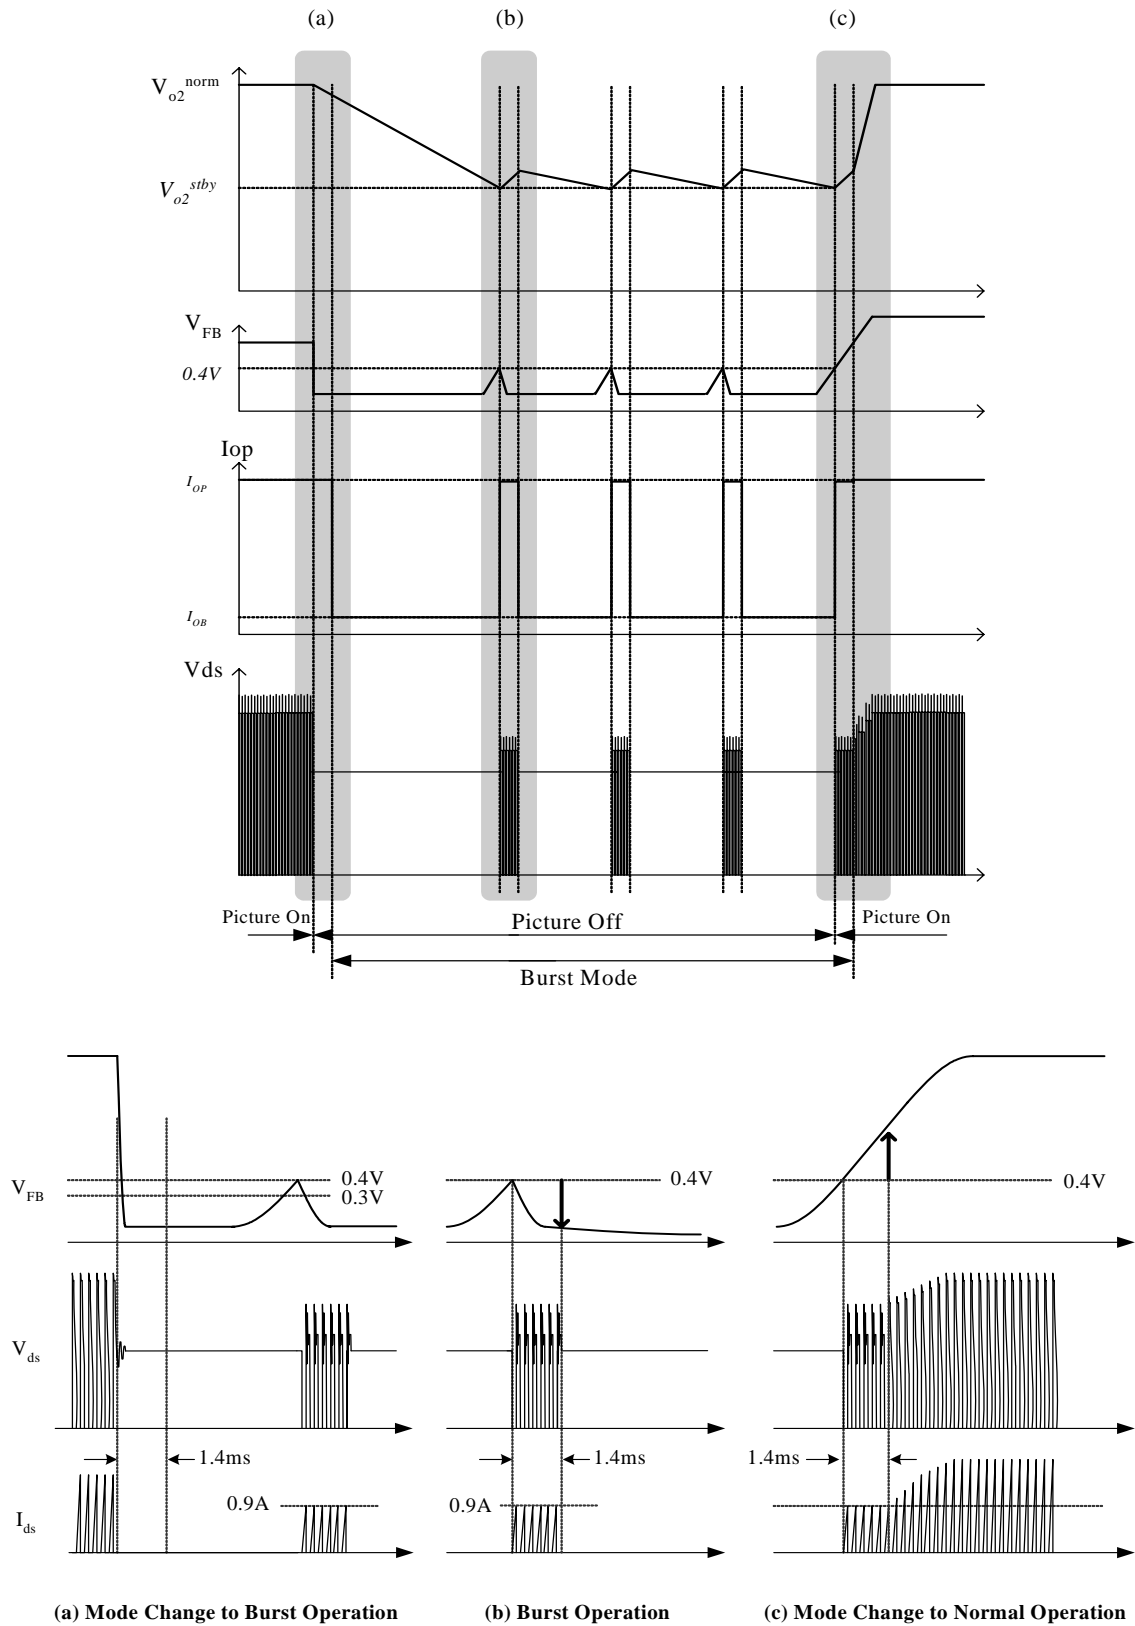 (a) (b) (c)
Vo2norm
Vo2stby
VFB
0.4V
Iop
IOP
IOB
Vds
Picture On Picture Off Picture On
Burst Mode
VFB 0.4V 0.4V 0.4V
0.3V
Vds
1.4ms 1.4ms 1.4ms
0.9A 0.9A
Ids
(a) Mode Change to Burst Operation (b) Burst Operation (c) Mode Change to Normal Operation